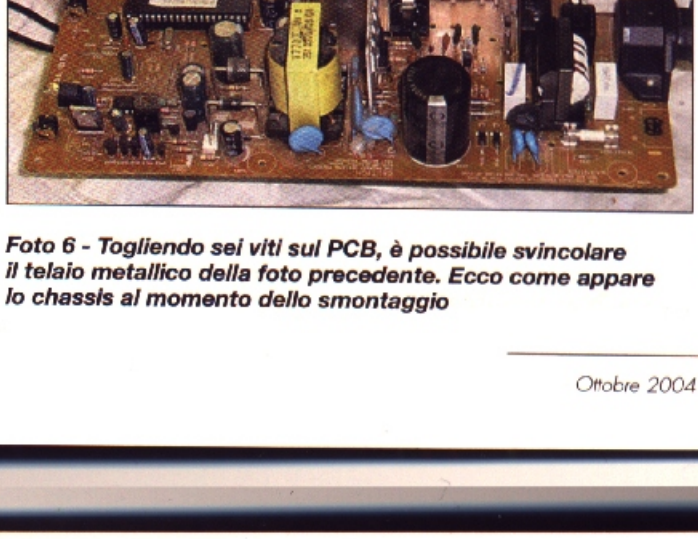 Foto 6 - Togliendo sei viti sul PCB, è possibile svincolare
il telaio metallico della foto precedente. Ecco come appare
lo chassis al momento dello smontaggio
Ottobre 2004